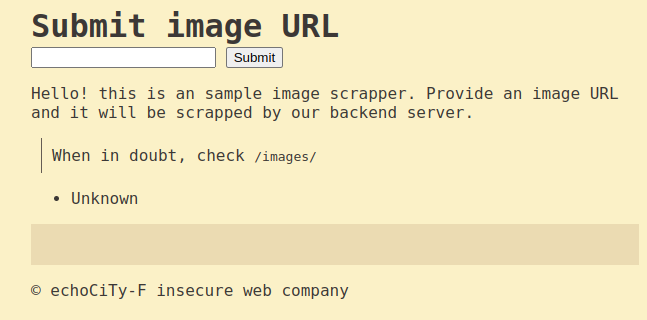 Submit image URL
Submit
Hello! this is an sample image scrapper. Provide an image URL
and it will be scrapped by our backend server.
When in doubt, check /images/
• Unknown
© echoCiTy-F insecure web company